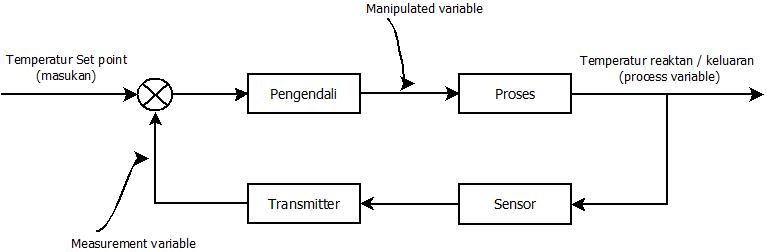 Manipulated variable
Temperatur Set point
(masukan)
Temperatur reaktan / keluaran
(process variable)
Pengendali
Proses
Transmitter
Sensor
Measurement variable